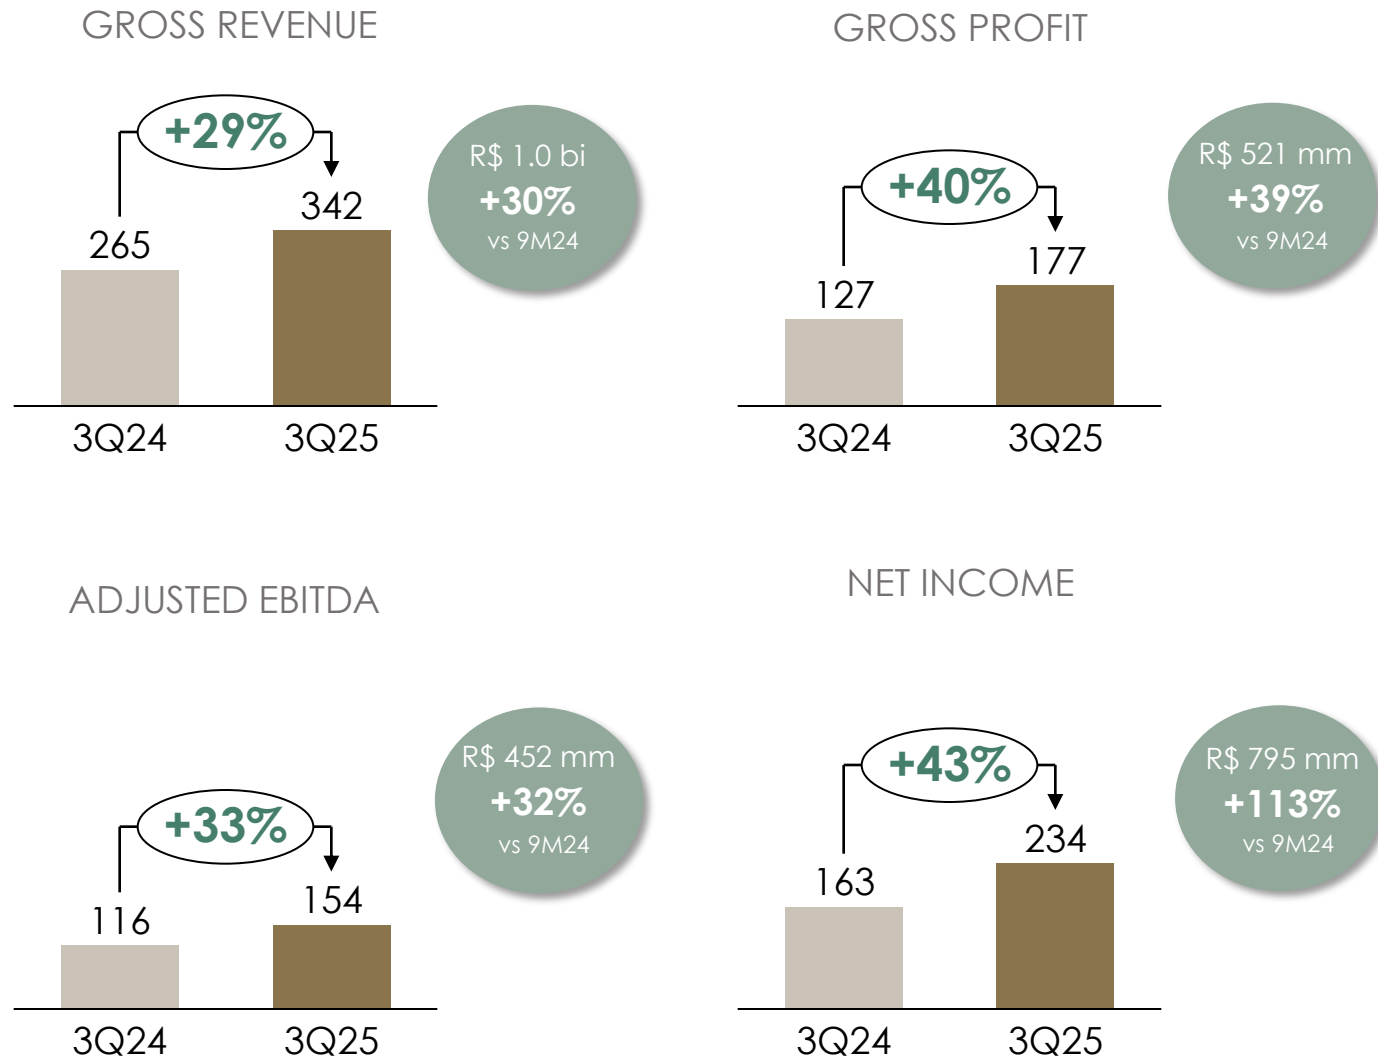 GROSS REVENUE
+29%
265
342
3Q24
3Q25
R$ 1.0 bi
+30%
vs 9M24
GROSS PROFIT
+40%
127
177
3Q24
3Q25
R$ 521 mm
+39%
vs 9M24
ADJUSTED EBITDA
+33%
116
154
3Q24
3Q25
R$ 452 mm
+32%
vs 9M24
NET INCOME
+43%
163
234
3Q24
3Q25
R$ 795 mm
+113%
vs 9M24